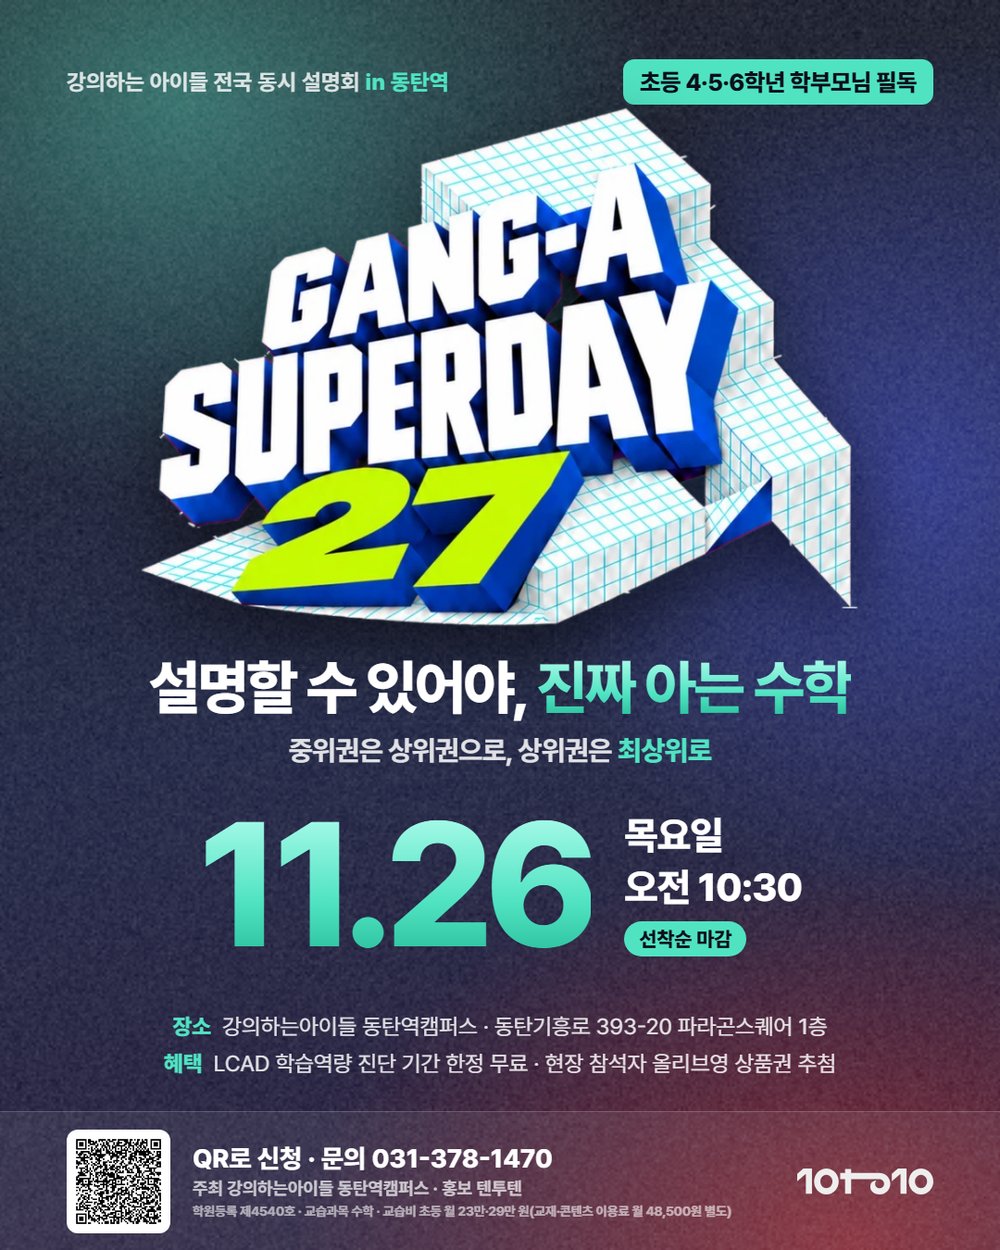 강의하는 아이들 전국 동시 설명회 in 동탄역
초등 4·5·6학년 학부모님 필독
GANG-A
SUPERDAY
27
설명할 수 있어야, 진짜 아는 수학
중위권은 상위권으로, 상위권은 최상위로
11.26
목요일
오전 10:30
선착순 마감
장소 강의하는아이들 동탄역캠퍼스 · 동탄기흥로 393-20 파라곤스퀘어 1층
혜택 LCAD 학습역량 진단 기간 한정 무료 · 현장 참석자 올리브영 상품권 추첨
QR로 신청 · 문의 031-378-1470
주최 강의하는아이들 동탄역캠퍼스 · 홍보 텐투텐
학원등록 제4540호 · 교습과목 수학 · 교습비 초등 월 23만·29만 원(교재·콘텐츠 이용료 월 48,500원 별도)
10to10